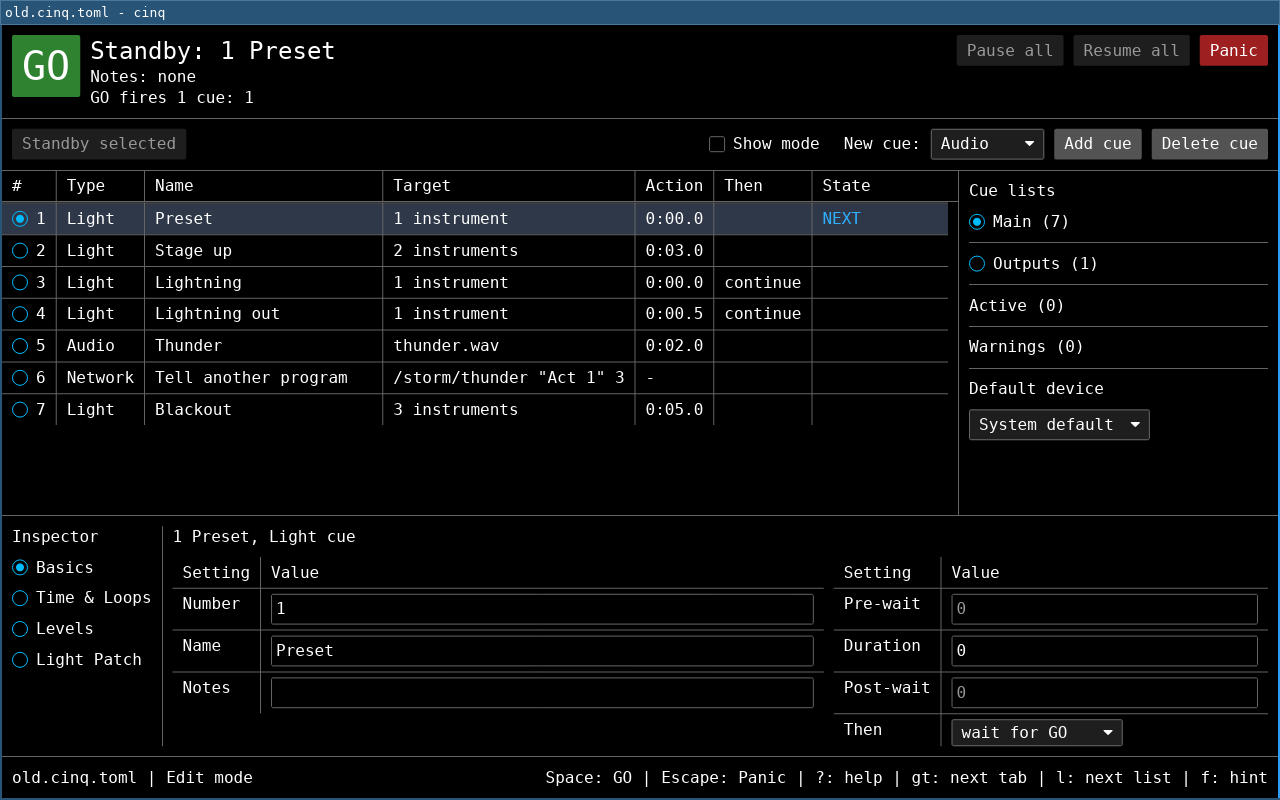 old.cinq.toml - cinq
GO
Standby: 1 Preset
Notes: none
GO fires 1 cue: 1
Pause all Resume all Panic
Standby selected
Show mode New cue: Audio Add cue Delete cue
# Type Name Target Action Then State
1 Light Preset 1 instrument 0:00.0 NEXT
2 Light Stage up 2 instruments 0:03.0
3 Light Lightning 1 instrument 0:00.0 continue
4 Light Lightning out 1 instrument 0:00.5 continue
5 Audio Thunder thunder.wav 0:02.0
6 Network Tell another program /storm/thunder "Act 1" 3 -
7 Light Blackout 3 instruments 0:05.0
Cue lists
Main (7)
Outputs (1)
Active (0)
Warnings (0)
Default device
System default
Inspector
Basics
Time & Loops
Levels
Light Patch
1 Preset, Light cue
Setting Value
Number 1
Name Preset
Notes
Setting Value
Pre-wait 0
Duration 0
Post-wait 0
Then wait for GO
old.cinq.toml | Edit mode
Space: GO | Escape: Panic | ?: help | gt: next tab | l: next list | f: hint